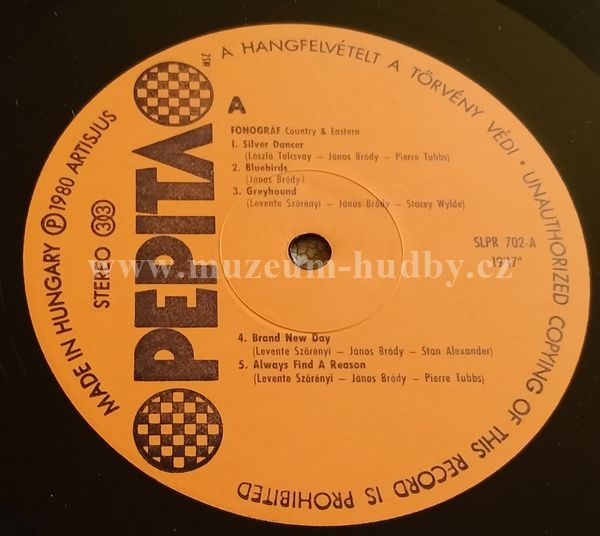 A HANGFELVÉTELT A TÖRVÉNY VÉDI • UNAUTHORIZED COPYING OF THIS RECORD IS PROHIBITED
MADE IN HUNGARY Ⓟ 1980 ARTISJUS
STEREO 33
PEPITA
MSZ
A
FONOGRÁF Country & Eastern
1. Silver Dancer
(László Tolcsvay – János Bródy – Pierre Tubbs)
2. Bluebirds
(János Bródy)
3. Greyhound
(Levente Szörényi – János Bródy – Stacey Wylde)
SLPR 702-A
19'17"
www.muzeum-hudby.cz
4. Brand New Day
(Levente Szörényi – János Bródy – Stan Alexander)
5. Always Find A Reason
(Levente Szörényi – János Bródy – Pierre Tubbs)